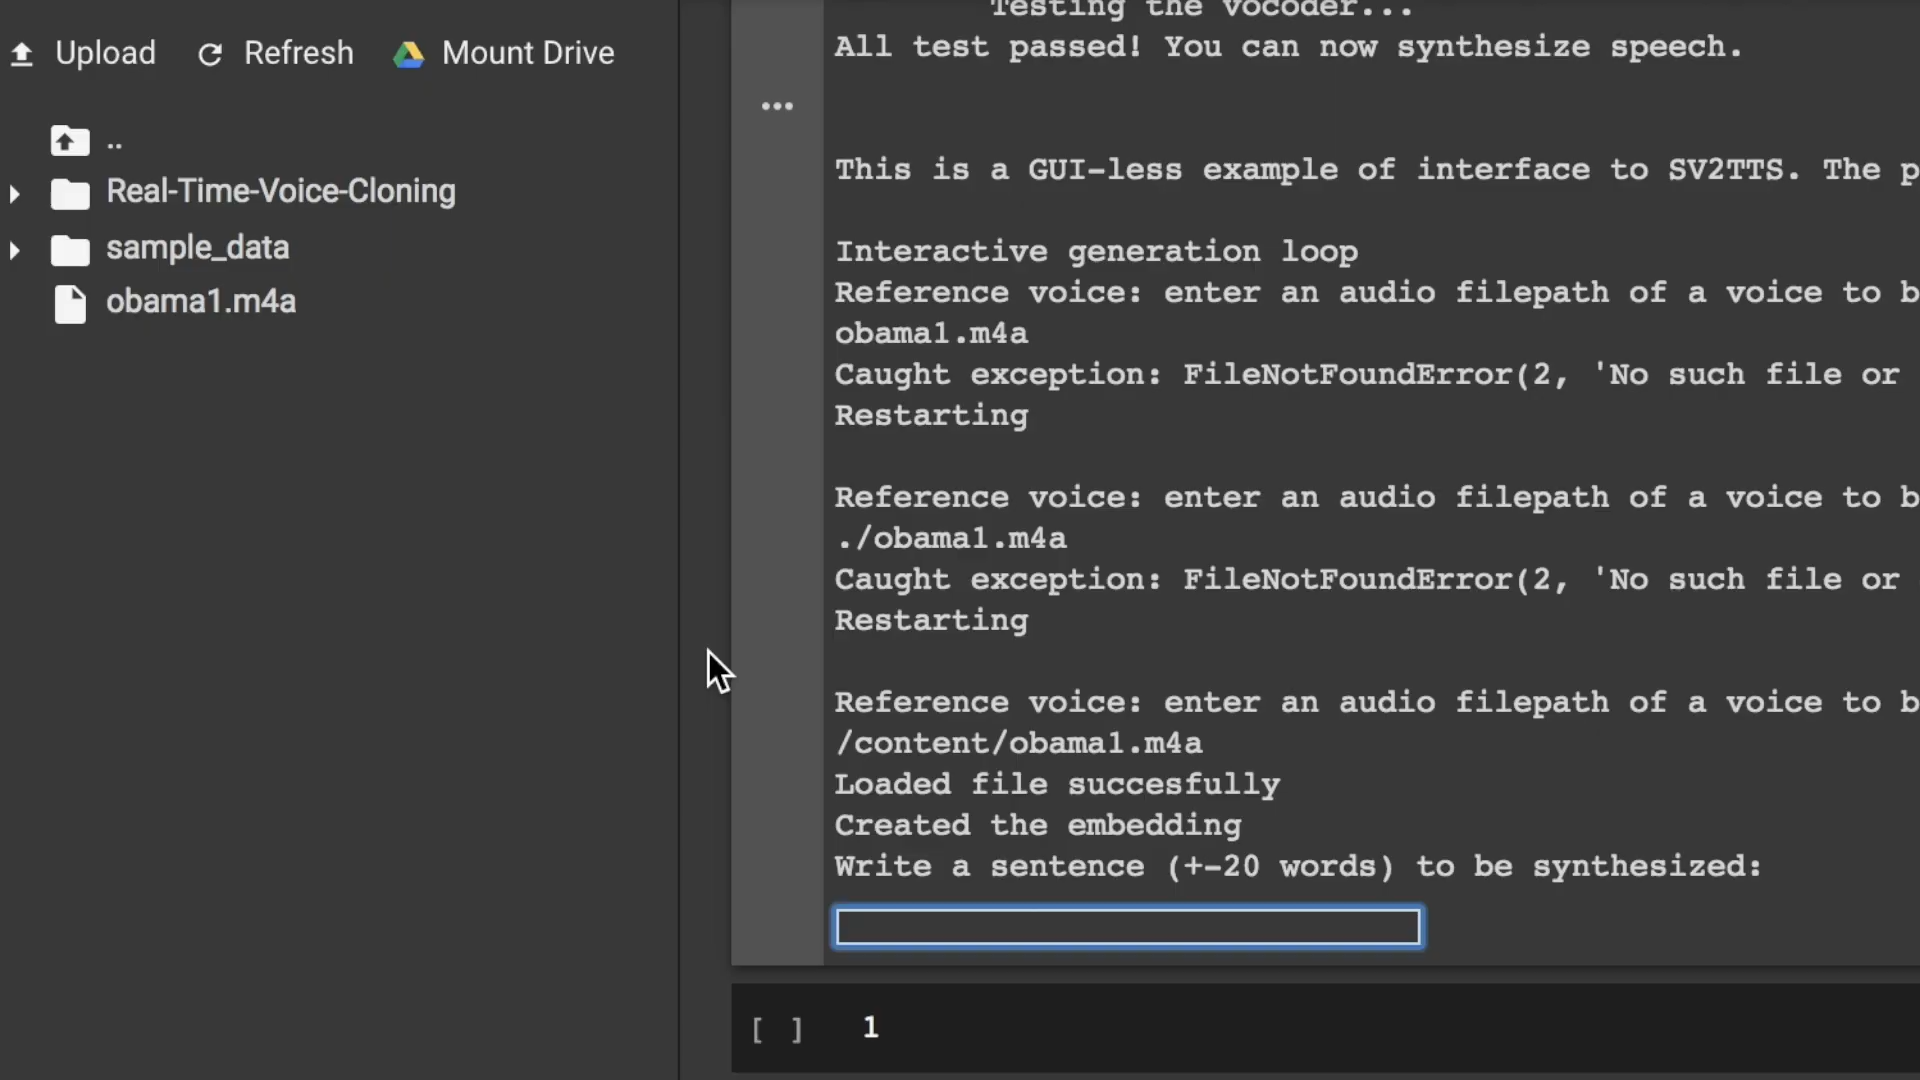 Upload
Refresh
Mount Drive
..
Real-Time-Voice-Cloning
sample_data
obama1.m4a
Testing the vocoder...
All test passed! You can now synthesize speech.
...
This is a GUI-less example of interface to SV2TTS. The p
Interactive generation loop
Reference voice: enter an audio filepath of a voice to b
obama1.m4a
Caught exception: FileNotFoundError(2, 'No such file or
Restarting
Reference voice: enter an audio filepath of a voice to b
./obama1.m4a
Caught exception: FileNotFoundError(2, 'No such file or
Restarting
Reference voice: enter an audio filepath of a voice to b
/content/obama1.m4a
Loaded file succesfully
Created the embedding
Write a sentence (+-20 words) to be synthesized:
[ ] 1